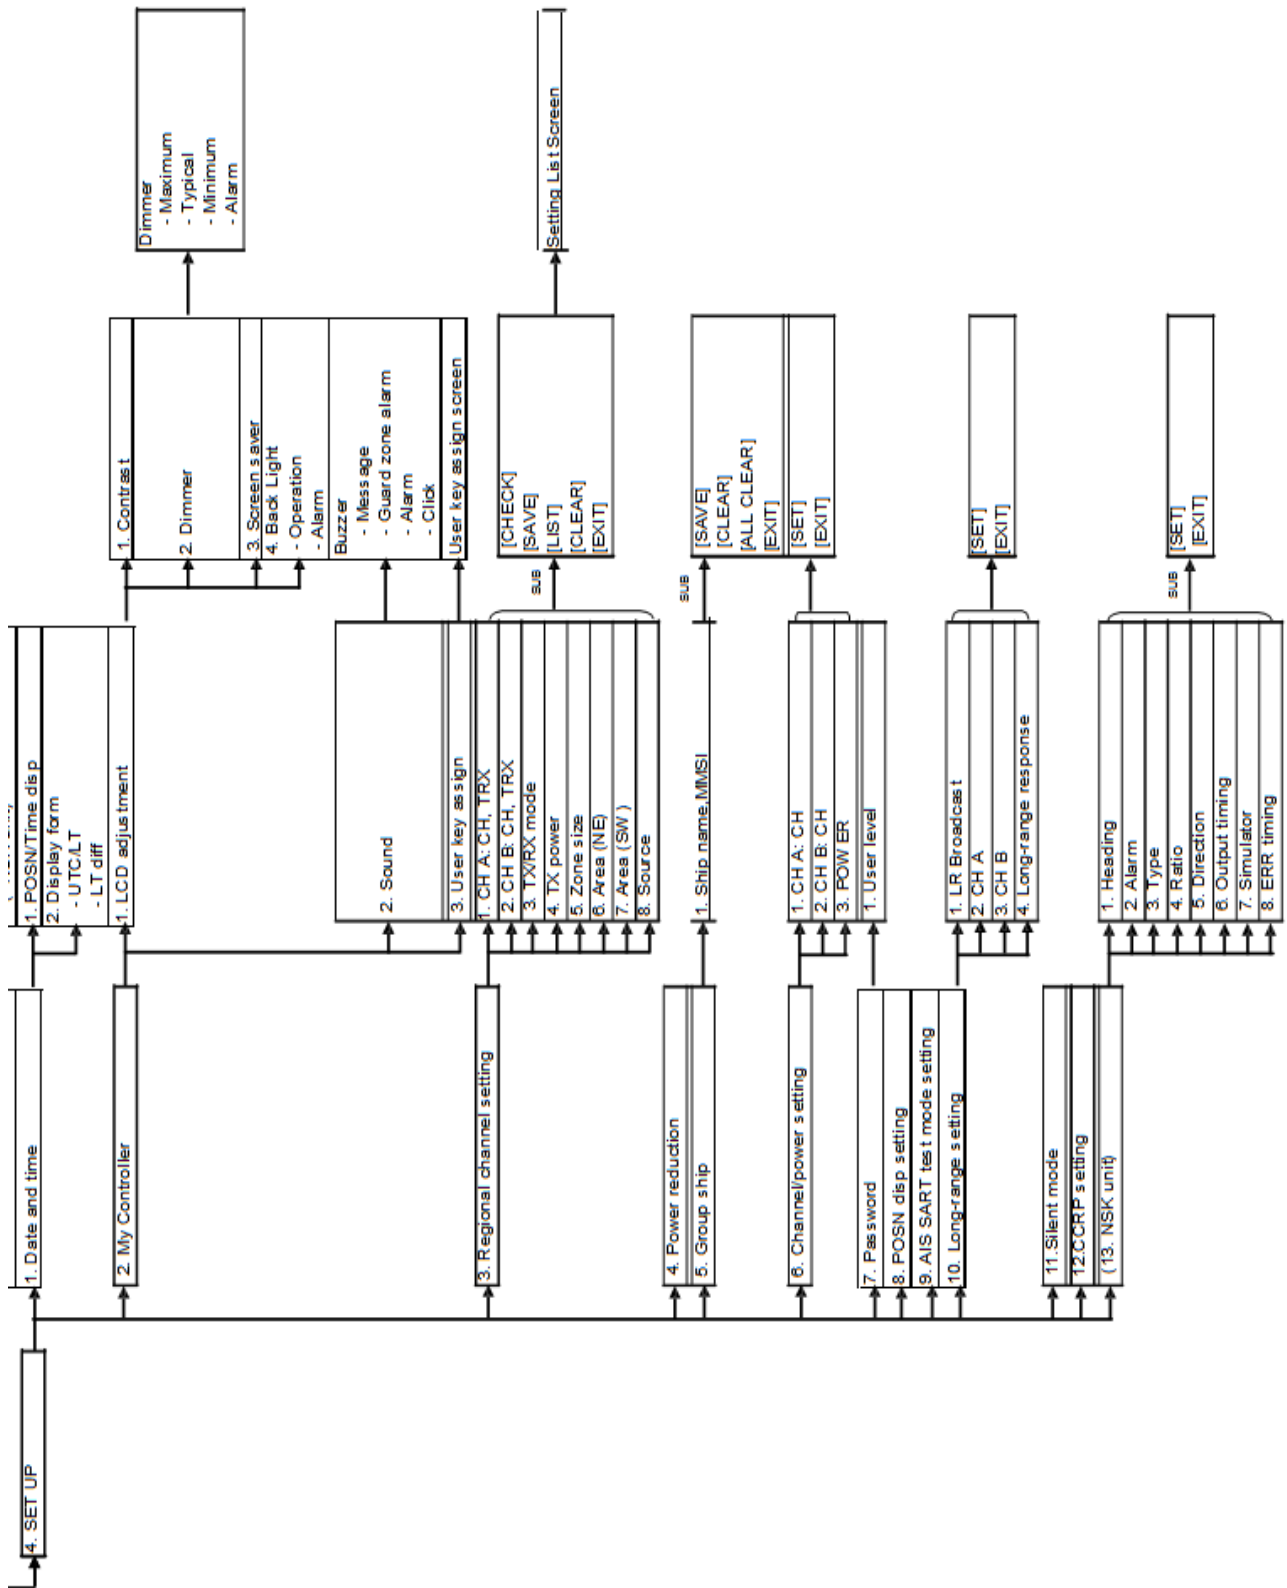 4. SET UP
1. Date and time
2. My Controller
3. Regional channel setting
4. Power reduction
5. Group ship
6. Channel/power setting
7. Password
8. POSN disp setting
9. AIS SART test mode setting
10. Long-range setting
11.Silent mode
12.CCRP setting
(13. NSK unit)
1. POSN/Time disp
2. Display form
- UTC/LT
- LT diff
1. LCD adjustment
2. Sound
3. User key assign
1. CH A: CH, TRX
2. CH B: CH, TRX
3. TX/RX mode
4. TX power
5. Zone size
6. Area (NE)
7. Area (SW)
8. Source
1. Ship name,MMSI
1. CH A: CH
2. CH B: CH
3. POWER
1. User level
1. LR Broadcast
2. CH A
3. CH B
4. Long-range response
1. Heading
2. Alarm
3. Type
4. Ratio
5. Direction
6. Output timing
7. Simulator
8. ERR timing
1. Contrast
2. Dimmer
3. Screen saver
4. Back Light
- Operation
- Alarm
Buzzer
- Message
- Guard zone alarm
- Alarm
- Click
User key assign screen
SUB
[CHECK]
[SAVE]
[LIST]
[CLEAR]
[EXIT]
SUB
[SAVE]
[CLEAR]
[ALL CLEAR]
[EXIT]
[SET]
[EXIT]
[SET]
[EXIT]
SUB
[SET]
[EXIT]
Dimmer
- Maximum
- Typical
- Minimum
- Alarm
Setting List Screen